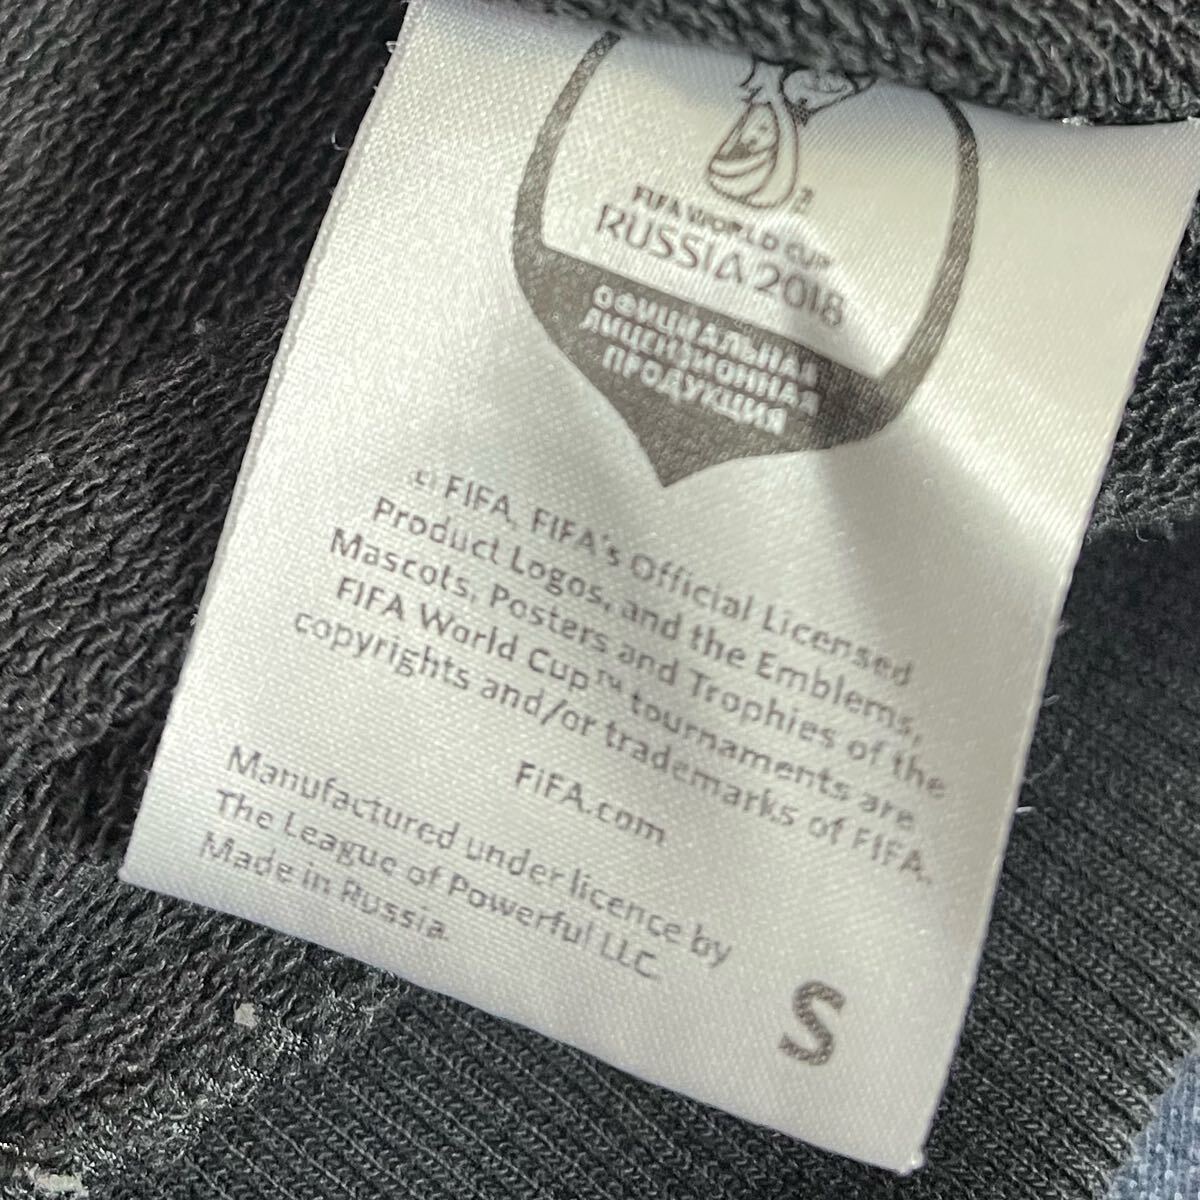 FIFA WORLD CUP
RUSSIA 2018
ОФИЦИАЛЬНАЯ
ЛИЦЕНЗИОННАЯ
ПРОДУКЦИЯ
FIFA, FIFA's Official Licensed
Product Logos, and the Emblems,
Mascots, Posters and Trophies of the
FIFA World Cup™ tournaments are
copyrights and/or trademarks of FIFA.
FIFA.com
Manufactured under licence by
The League of Powerful LLC.
Made in Russia.
S